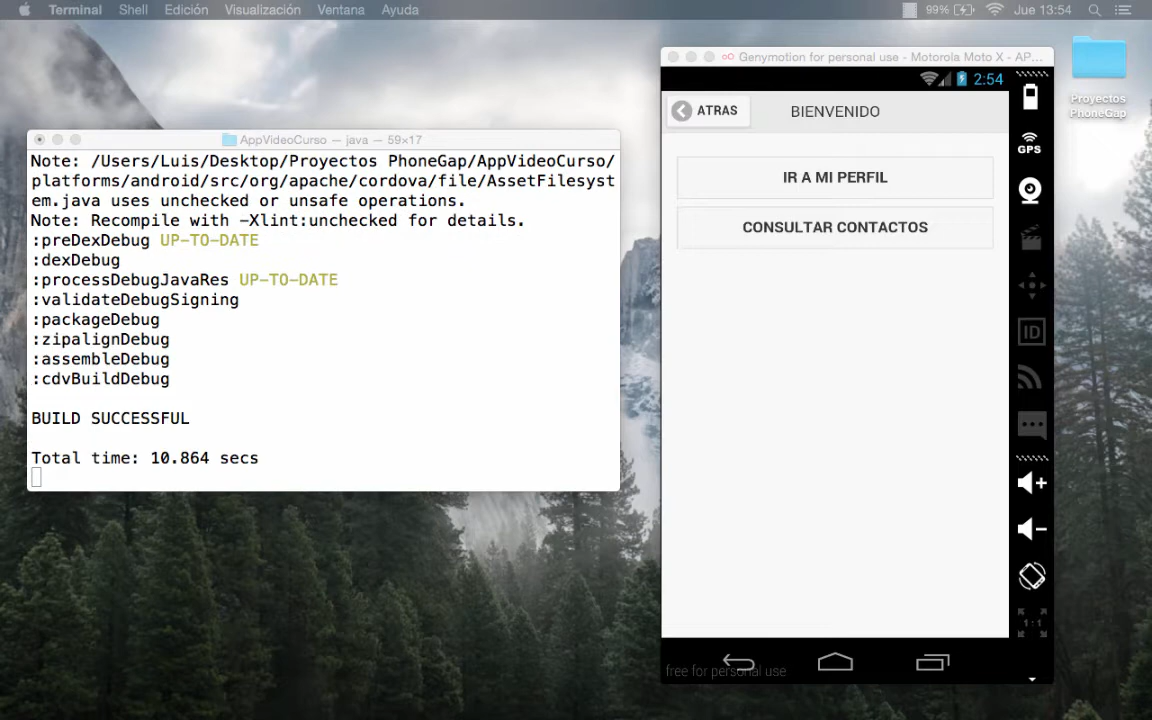 Terminal Shell Edición Visualización Ventana Ayuda 99% Jue 13:54
Genymotion for personal use - Motorola Moto X - AP...
Proyectos
PhoneGap
AppVideoCurso — java — 59×17
Note: /Users/Luis/Desktop/Proyectos PhoneGap/AppVideoCurso/
platforms/android/src/org/apache/cordova/file/AssetFilesyst
em.java uses unchecked or unsafe operations.
Note: Recompile with -Xlint:unchecked for details.
:preDexDebug UP-TO-DATE
:dexDebug
:processDebugJavaRes UP-TO-DATE
:validateDebugSigning
:packageDebug
:zipalignDebug
:assembleDebug
:cdvBuildDebug
BUILD SUCCESSFUL
Total time: 10.864 secs
2:54
ATRAS BIENVENIDO
IR A MI PERFIL
CONSULTAR CONTACTOS
GPS
ID
1:1
free for personal use